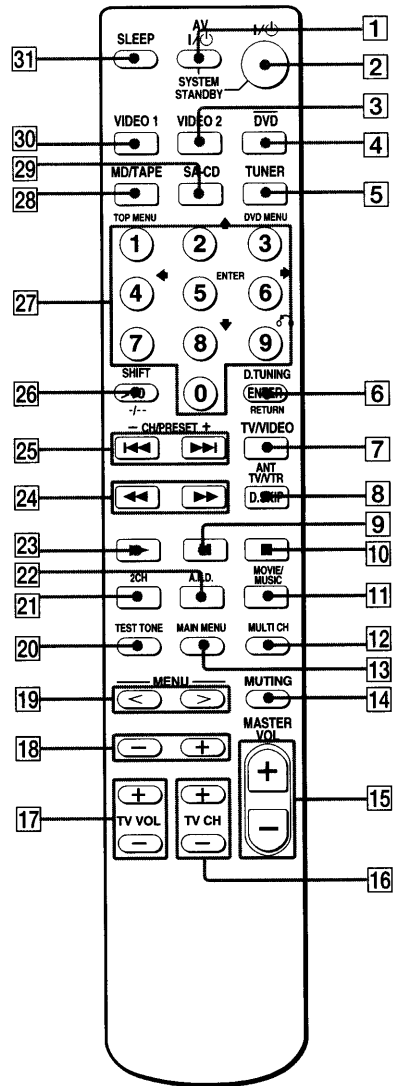 AV
I/⏻
I/⏻
1
SLEEP
31
SYSTEM
STANDBY
2
VIDEO 1
VIDEO 2
DVD
3
30
4
29
MD/TAPE
SA-CD
TUNER
28
5
TOP MENU
DVD MENU
1
2
3
ENTER
4
5
6
27
7
8
9
SHIFT
D.TUNING
26
0
ENTER
6
-/--
RETURN
− CH/PRESET +
TV/VIDEO
25
7
ANT
TV/VTR
24
D.SKIP
8
9
23
10
22
2CH
A.F.D.
MOVIE/
MUSIC
21
11
TEST TONE
MAIN MENU
MULTI CH
20
12
13
MENU
MUTING
19
< >
14
MASTER
VOL
18
− +
+
+
+
15
17
TV VOL
TV CH
−
−
−
16